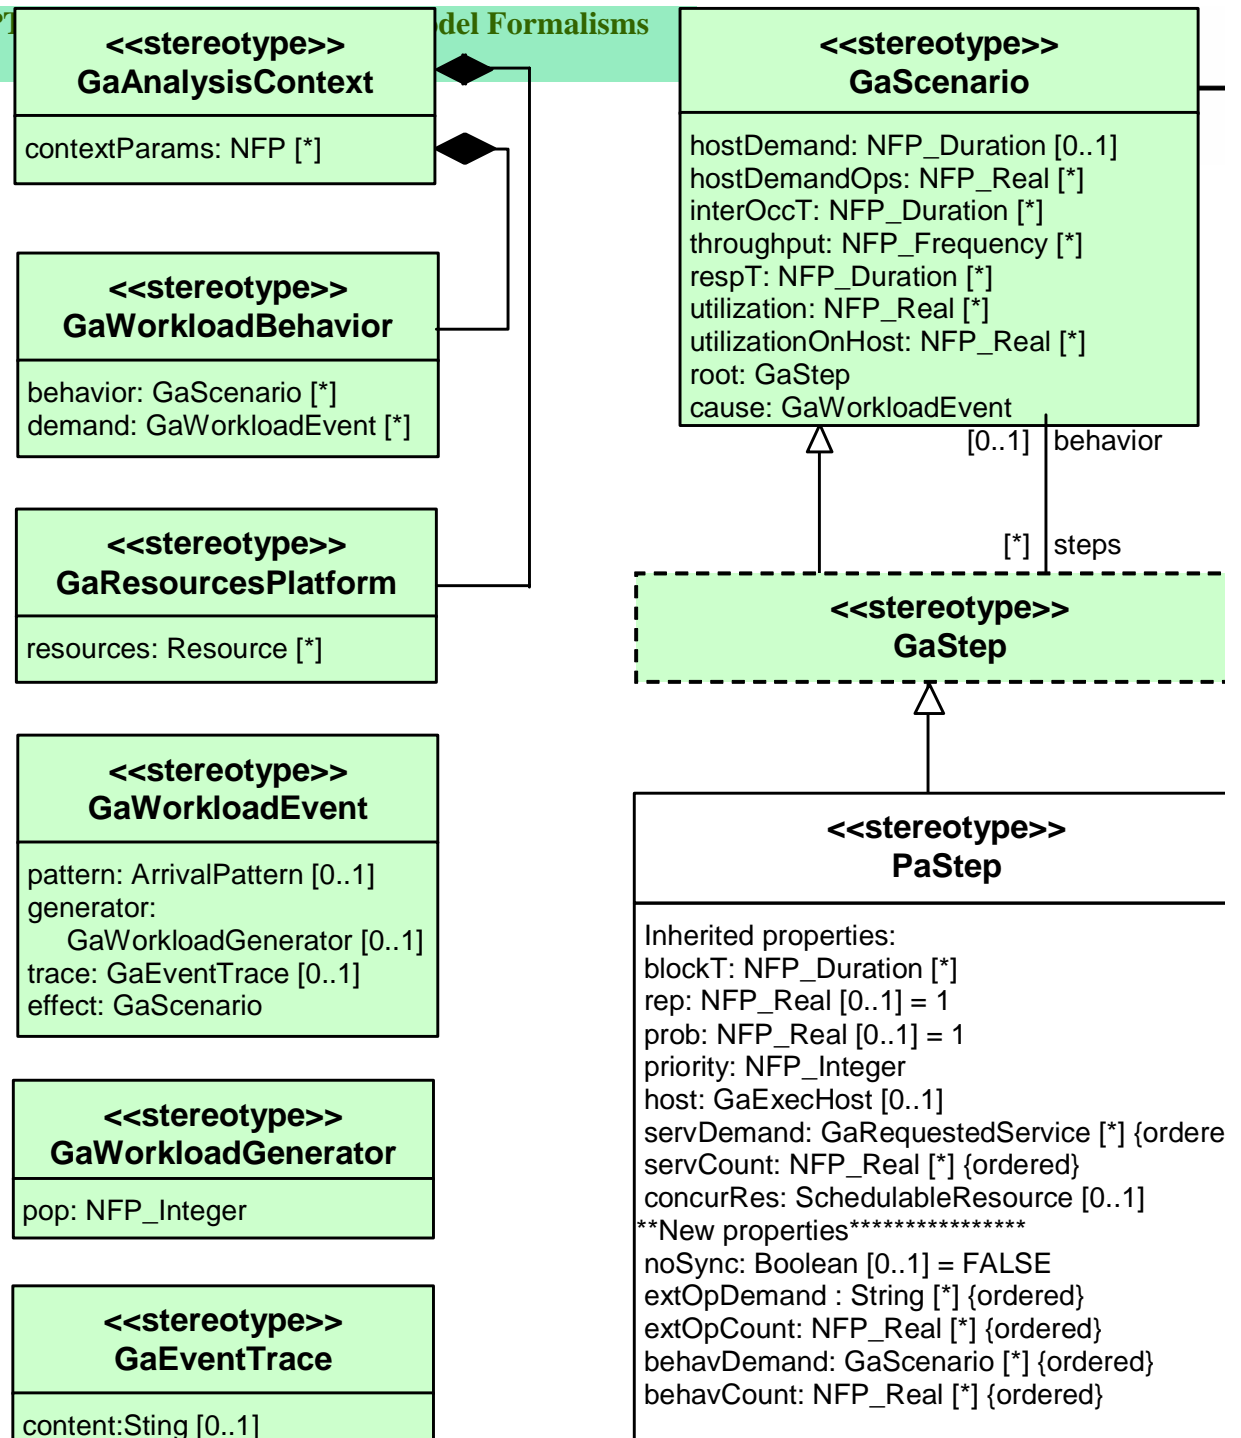 del Formalisms
<<stereotype>>
GaAnalysisContext
contextParams: NFP [*]
<<stereotype>>
GaWorkloadBehavior
behavior: GaScenario [*]
demand: GaWorkloadEvent [*]
<<stereotype>>
GaResourcesPlatform
resources: Resource [*]
<<stereotype>>
GaWorkloadEvent
pattern: ArrivalPattern [0..1]
generator:
GaWorkloadGenerator [0..1]
trace: GaEventTrace [0..1]
effect: GaScenario
<<stereotype>>
GaWorkloadGenerator
pop: NFP_Integer
<<stereotype>>
GaEventTrace
content:Sting [0..1]
<<stereotype>>
GaScenario
hostDemand: NFP_Duration [0..1]
hostDemandOps: NFP_Real [*]
interOccT: NFP_Duration [*]
throughput: NFP_Frequency [*]
respT: NFP_Duration [*]
utilization: NFP_Real [*]
utilizationOnHost: NFP_Real [*]
root: GaStep
cause: GaWorkloadEvent
[0..1] behavior
[*] steps
<<stereotype>>
GaStep
<<stereotype>>
PaStep
Inherited properties:
blockT: NFP_Duration [*]
rep: NFP_Real [0..1] = 1
prob: NFP_Real [0..1] = 1
priority: NFP_Integer
host: GaExecHost [0..1]
servDemand: GaRequestedService [*] {ordere
servCount: NFP_Real [*] {ordered}
concurRes: SchedulableResource [0..1]
**New properties****************
noSync: Boolean [0..1] = FALSE
extOpDemand : String [*] {ordered}
extOpCount: NFP_Real [*] {ordered}
behavDemand: GaScenario [*] {ordered}
behavCount: NFP_Real [*] {ordered}